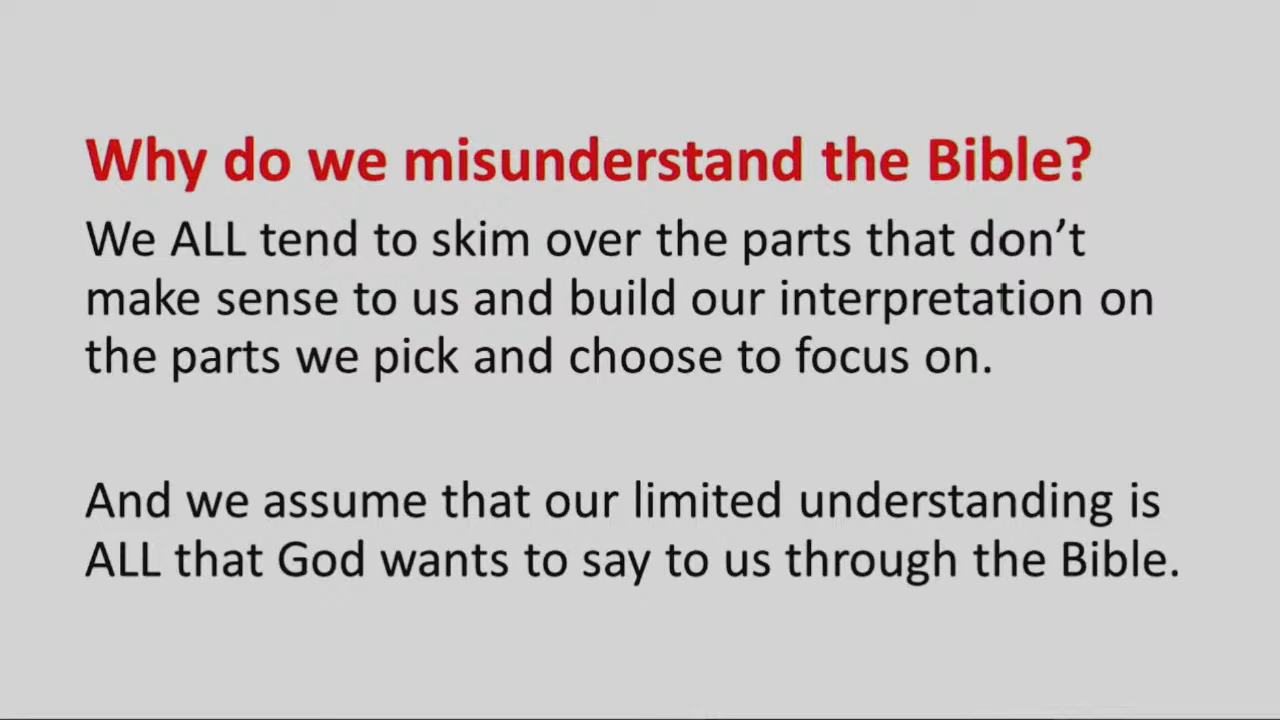 Why do we misunderstand the Bible?
We ALL tend to skim over the parts that don’t
make sense to us and build our interpretation on
the parts we pick and choose to focus on.
And we assume that our limited understanding is
ALL that God wants to say to us through the Bible.